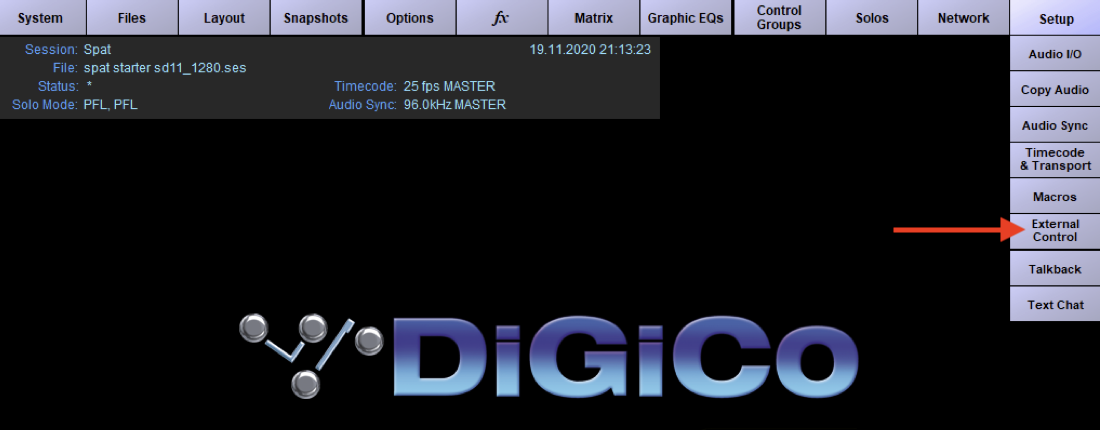 System Files Layout Snapshots Options fx Matrix Graphic EQs Control Groups Solos Network Setup
Session: Spat 19.11.2020 21:13:23
File: spat starter sd11_1280.ses
Status: * Timecode: 25 fps MASTER
Solo Mode: PFL, PFL Audio Sync: 96.0kHz MASTER
Audio I/O
Copy Audio
Audio Sync
Timecode
& Transport
Macros
External
Control
Talkback
Text Chat
DiGiCo